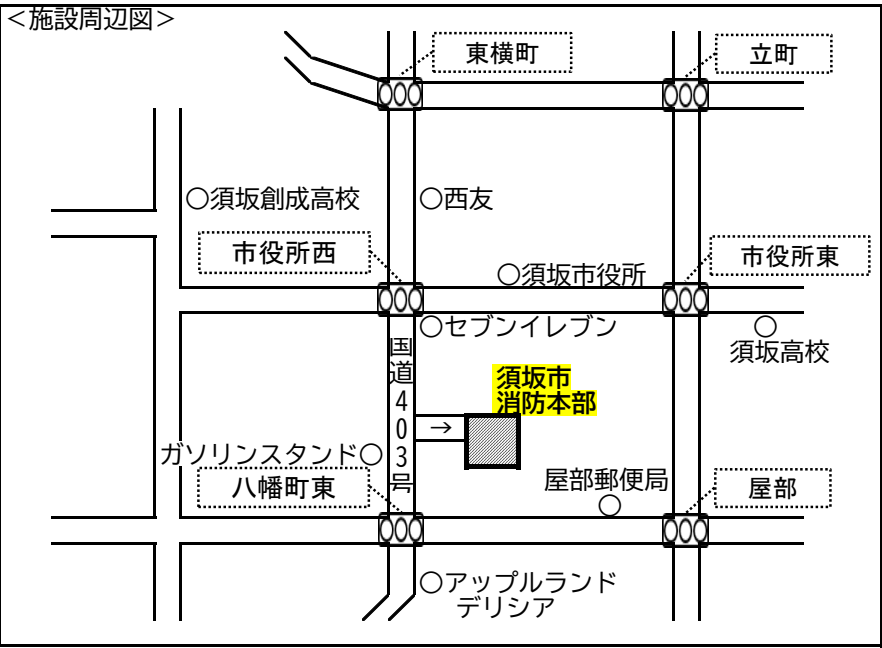 <施設周辺図>
東横町
立町
○須坂創成高校
○西友
市役所西
○須坂市役所
市役所東
○セブンイレブン
○
須坂高校
国道403号
須坂市
消防本部
→
ガソリンスタンド○
八幡町東
屋部郵便局
○
屋部
○アップルランド
デリシア